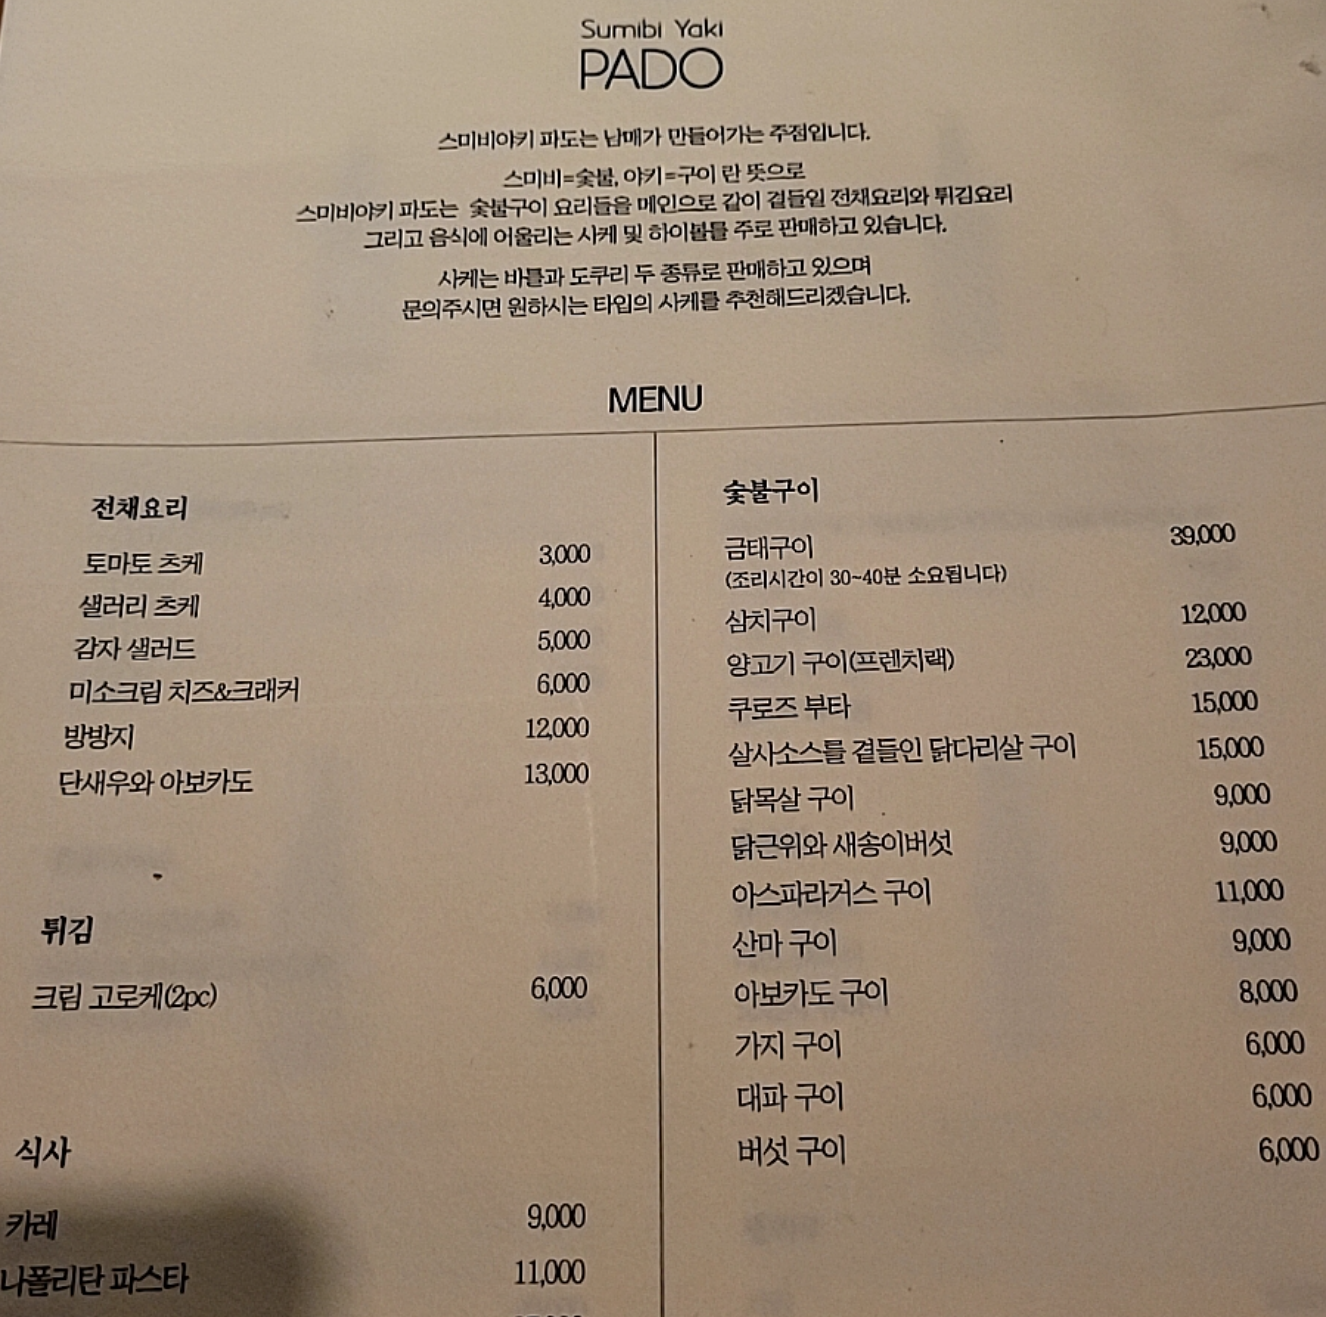 Sumibi Yaki
PADO
스미비야키 파도는 남매가 만들어가는 주점입니다.
스미비=숯불, 야키=구이 란 뜻으로
스미비야키 파도는 숯불구이 요리들을 메인으로 같이 곁들일 전채요리와 튀김요리
그리고 음식에 어울리는 사케 및 하이볼를 주로 판매하고 있습니다.
사케는 바틀과 도쿠리 두 종류로 판매하고 있으며
문의주시면 원하시는 타입의 사케를 추천해드리겠습니다.
MENU
전채요리
토마토 츠케 3,000
샐러리 츠케 4,000
감자 샐러드 5,000
미소크림 치즈&크래커 6,000
방방지 12,000
단새우와 아보카도 13,000
튀김
크림 고로케(2pc) 6,000
식사
카레 9,000
나폴리탄 파스타 11,000
숯불구이
금태구이 39,000
(조리시간이 30~40분 소요됩니다)
삼치구이 12,000
양고기 구이(프렌치랙) 23,000
쿠로즈 부타 15,000
살사소스를 곁들인 닭다리살 구이 15,000
닭목살 구이 9,000
닭근위와 새송이버섯 9,000
아스파라거스 구이 11,000
산마 구이 9,000
아보카도 구이 8,000
가지 구이 6,000
대파 구이 6,000
버섯 구이 6,000